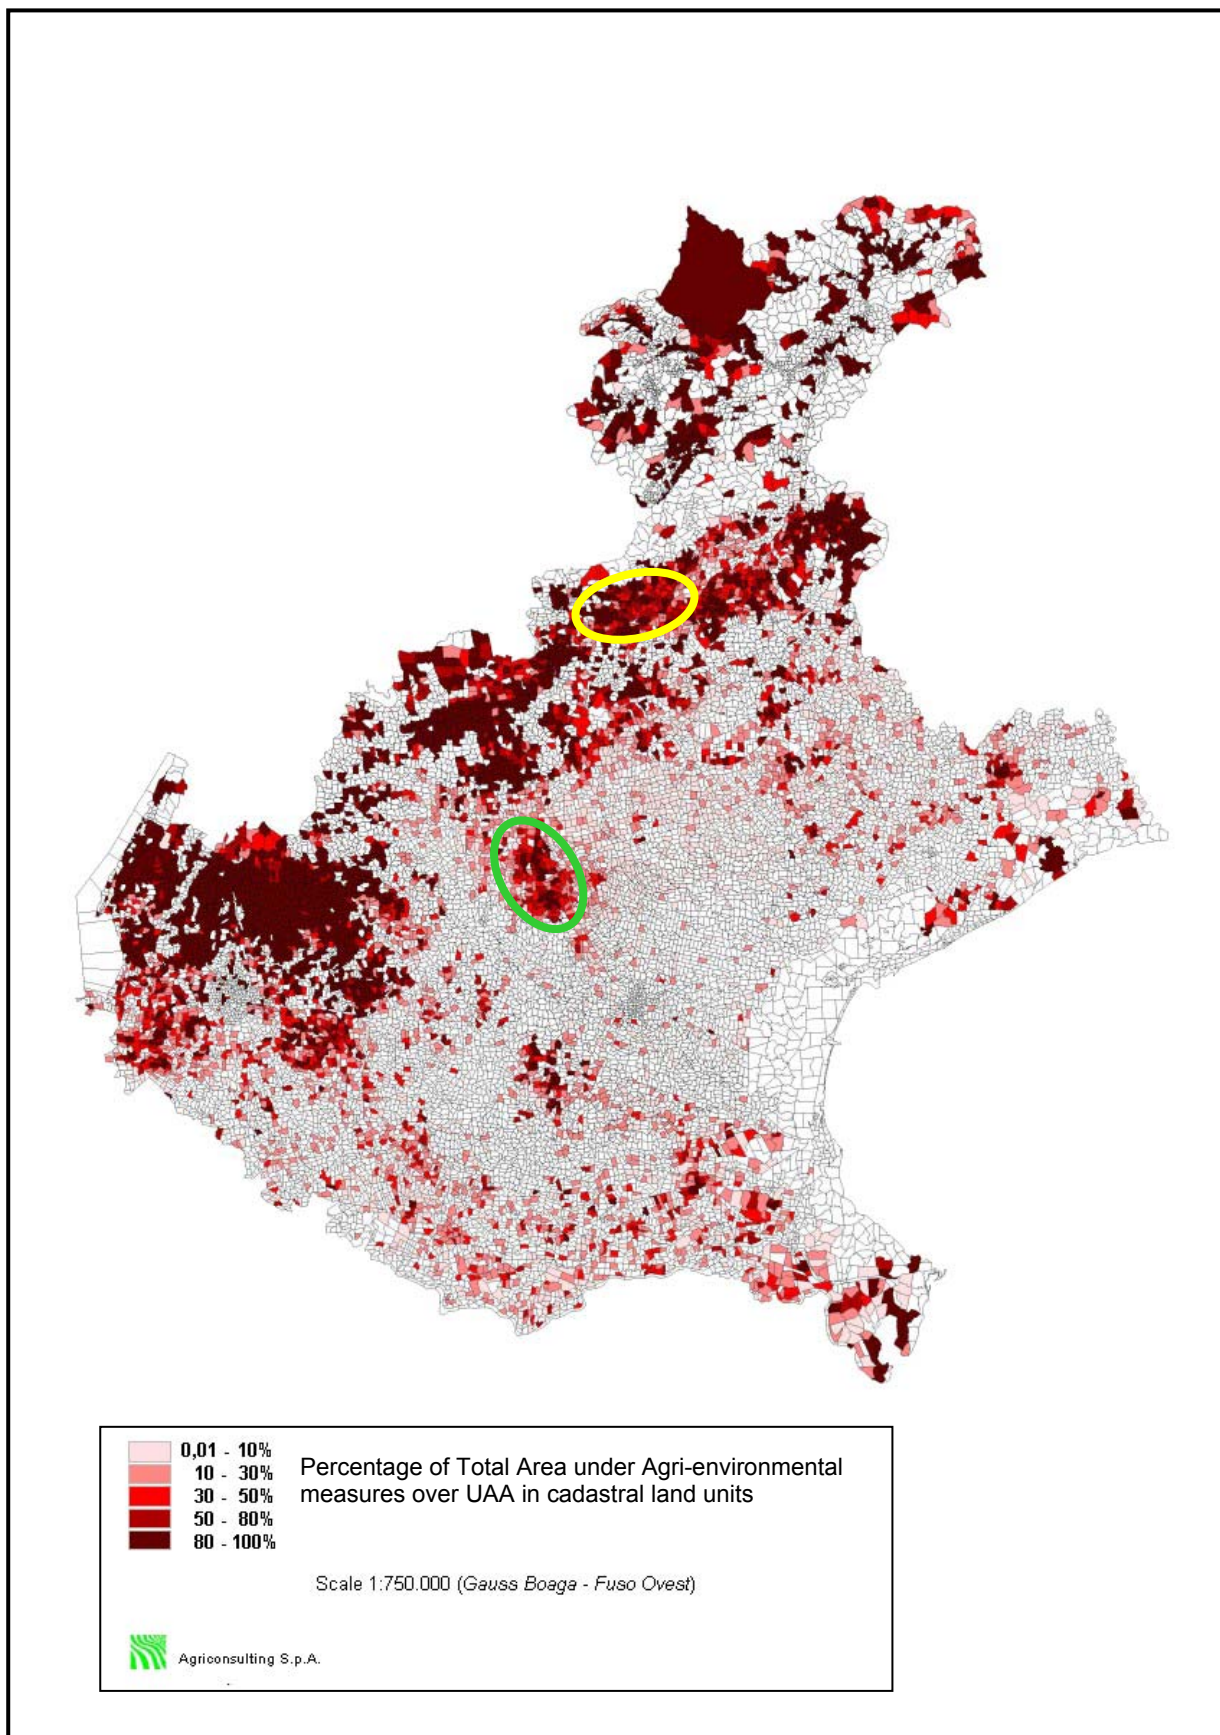 0,01 - 10%
10 - 30%
30 - 50%
50 - 80%
80 - 100%
Percentage of Total Area under Agri-environmental
measures over UAA in cadastral land units
Scale 1:750.000 (Gauss Boaga - Fuso Ovest)
Agriconsulting S.p.A.